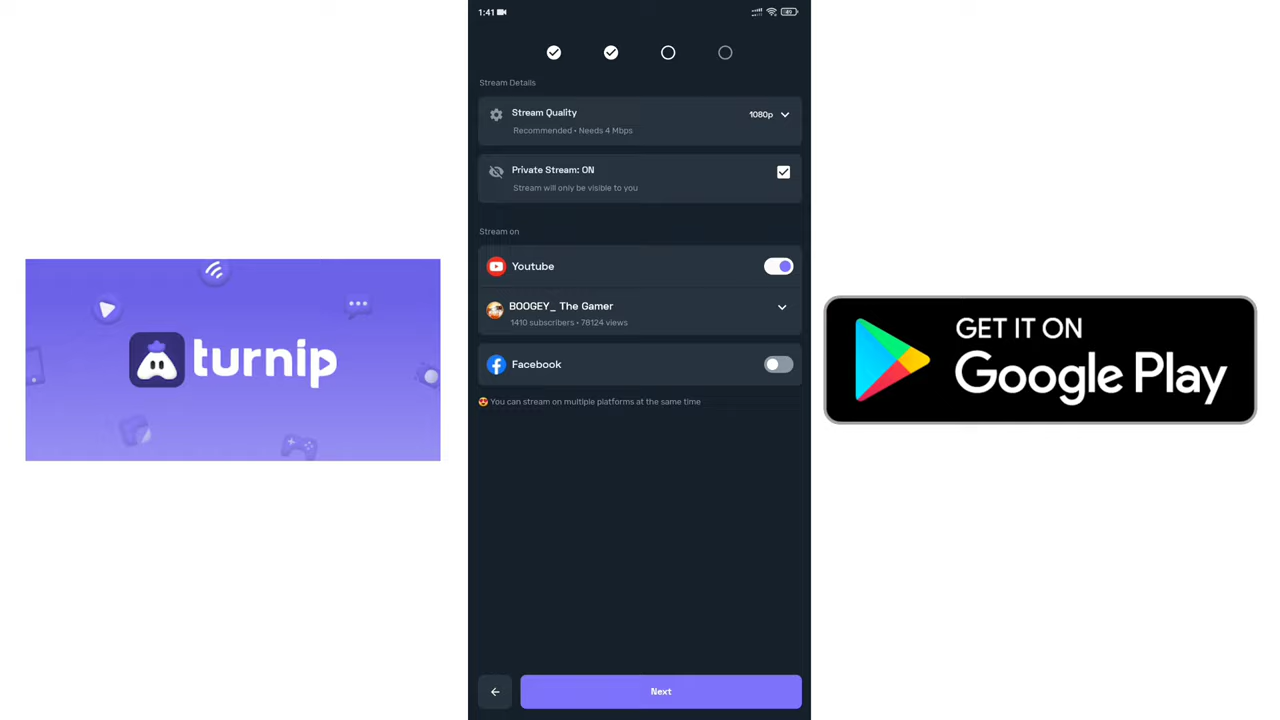 1:41
49
Stream Details
Stream Quality
1080p
Recommended • Needs 4 Mbps
Private Stream: ON
Stream will only be visible to you
Stream on
Youtube
BOOGEY_ The Gamer
1410 subscribers • 78124 views
Facebook
😍 You can stream on multiple platforms at the same time
Next
turnip
GET IT ON
Google Play